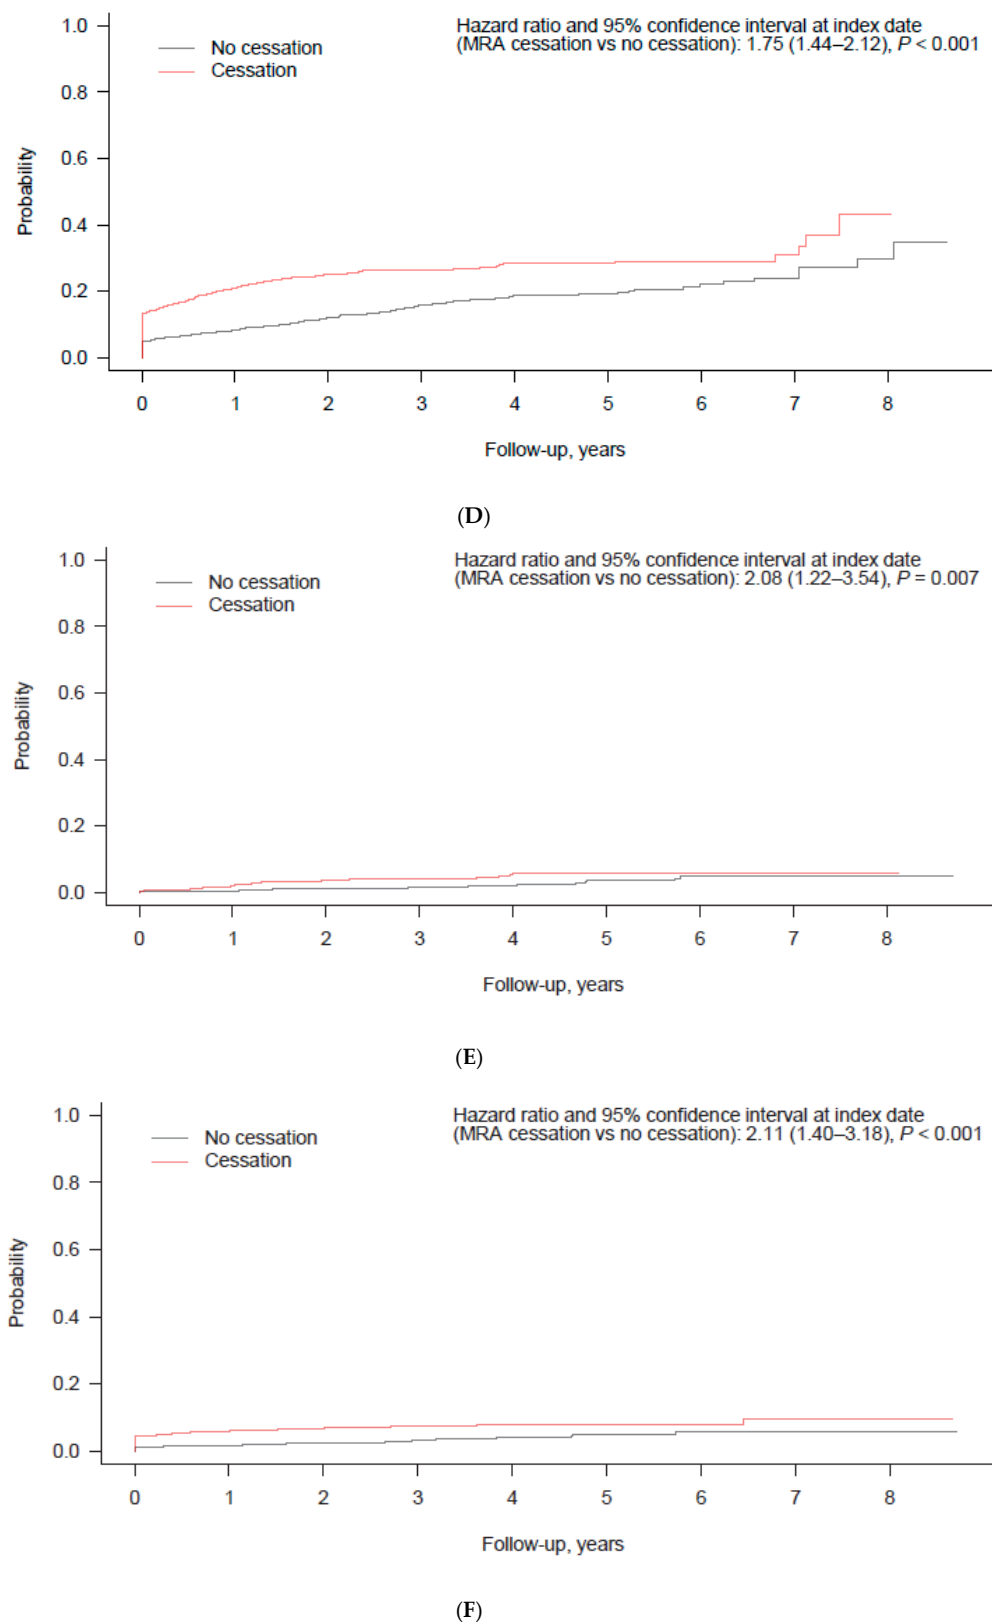 Hazard ratio and 95% confidence interval at index date
(MRA cessation vs no cessation): 1.75 (1.44–2.12), P < 0.001
No cessation
Cessation
1.0
0.8
0.6
0.4
0.2
0.0
Probability
0 1 2 3 4 5 6 7 8
Follow-up, years
(D)
Hazard ratio and 95% confidence interval at index date
(MRA cessation vs no cessation): 2.08 (1.22–3.54), P = 0.007
No cessation
Cessation
1.0
0.8
0.6
0.4
0.2
0.0
Probability
0 1 2 3 4 5 6 7 8
Follow-up, years
(E)
Hazard ratio and 95% confidence interval at index date
(MRA cessation vs no cessation): 2.11 (1.40–3.18), P < 0.001
No cessation
Cessation
1.0
0.8
0.6
0.4
0.2
0.0
Probability
0 1 2 3 4 5 6 7 8
Follow-up, years
(F)